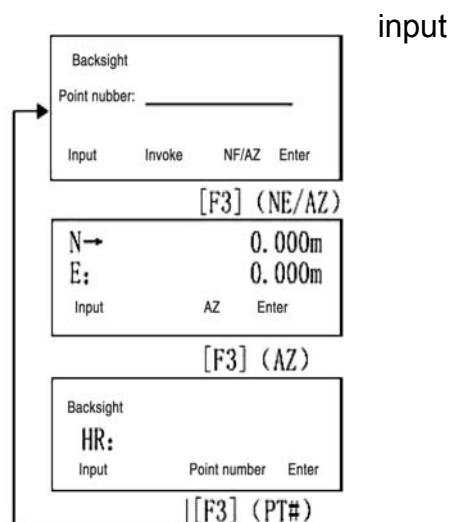 input
Backsight
Point nubber:
Input Invoke NF/AZ Enter
[F3] (NE/AZ)
N→ 0.000m
E: 0.000m
Input AZ Enter
[F3] (AZ)
Backsight
HR:
Input Point number Enter
[F3] (PT#)